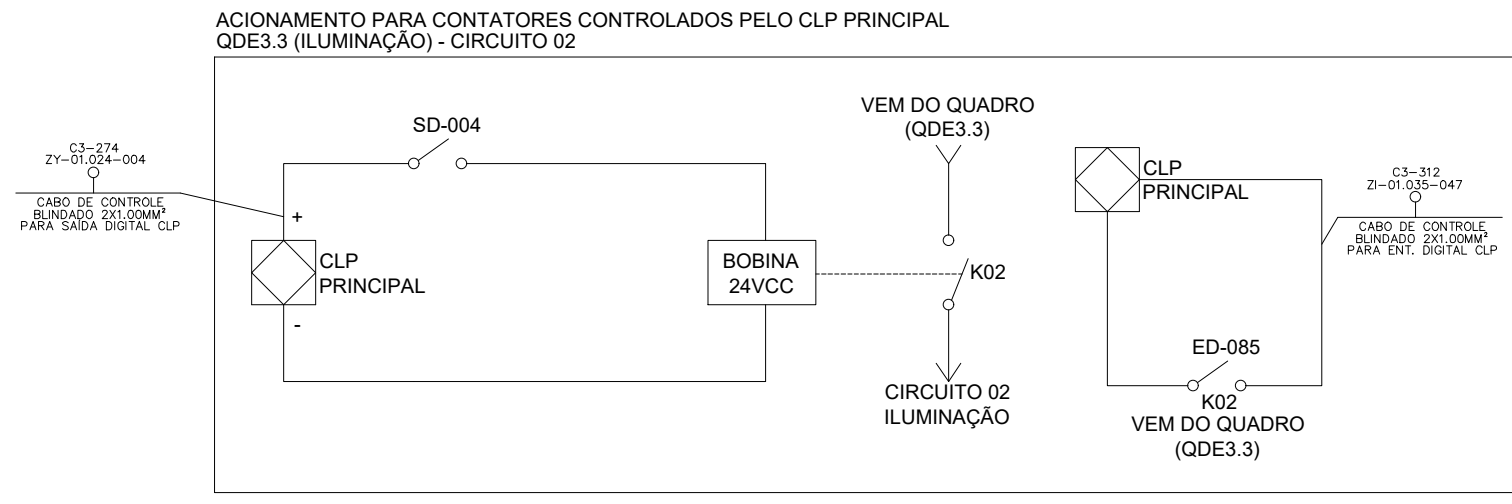 ACIONAMENTO PARA CONTATORES CONTROLADOS PELO CLP PRINCIPAL
QDE3.3 (ILUMINAÇÃO) - CIRCUITO 02
C3-274
ZY-01.024-004
CABO DE CONTROLE
BLINDADO 2X1.00MM²
PARA SAÍDA DIGITAL CLP
SD-004
+
CLP
PRINCIPAL
-
BOBINA
24VCC
VEM DO QUADRO
(QDE3.3)
K02
CIRCUITO 02
ILUMINAÇÃO
CLP
PRINCIPAL
ED-085
K02
VEM DO QUADRO
(QDE3.3)
C3-312
ZI-01.035-047
CABO DE CONTROLE
BLINDADO 2X1.00MM²
PARA ENT. DIGITAL CLP